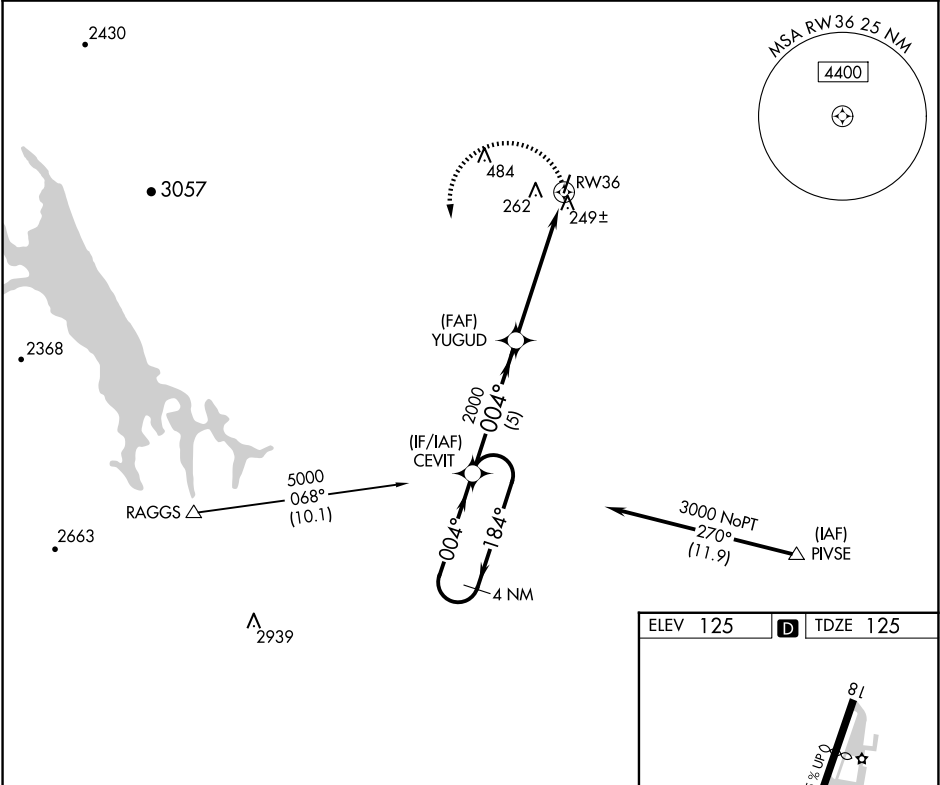 2430
MSA RW36 25 NM
4400
3057
484
262
RW36
249±
(FAF)
YUGUD
2368
2000
004°
(5)
(IF/IAF)
CEVIT
5000
068°
(10.1)
RAGGS
2663
004°
184°
4 NM
3000 NoPT
270°
(11.9)
(IAF)
PIVSE
2939
ELEV 125
D
TDZE 125
18
% UP